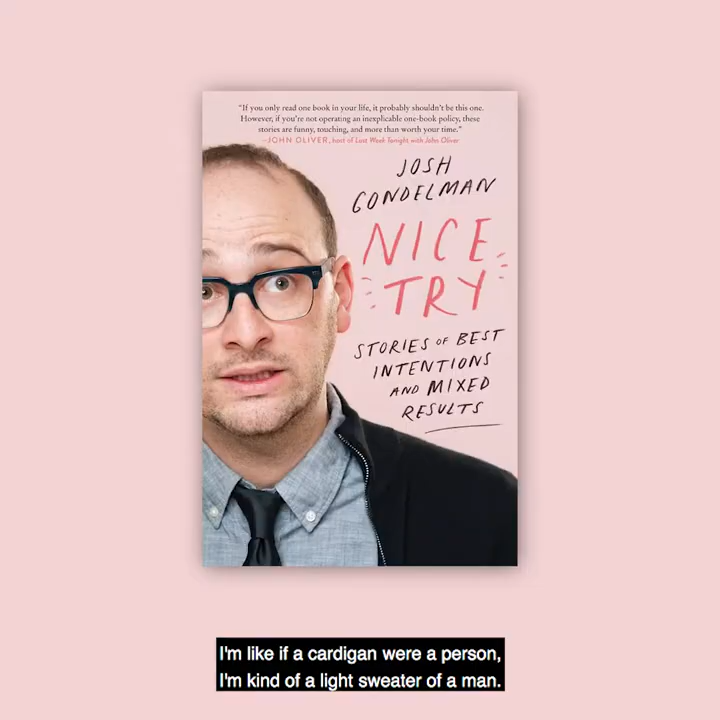 "If you only read one book in your life, it probably shouldn't be this one.
However, if you're not operating an inexplicable one-book policy, these
stories are funny, touching, and more than worth your time."
—JOHN OLIVER, host of Last Week Tonight with John Oliver
JOSH
GONDELMAN
NICE
TRY
STORIES OF BEST
INTENTIONS
AND MIXED
RESULTS
I'm like if a cardigan were a person,
I'm kind of a light sweater of a man.